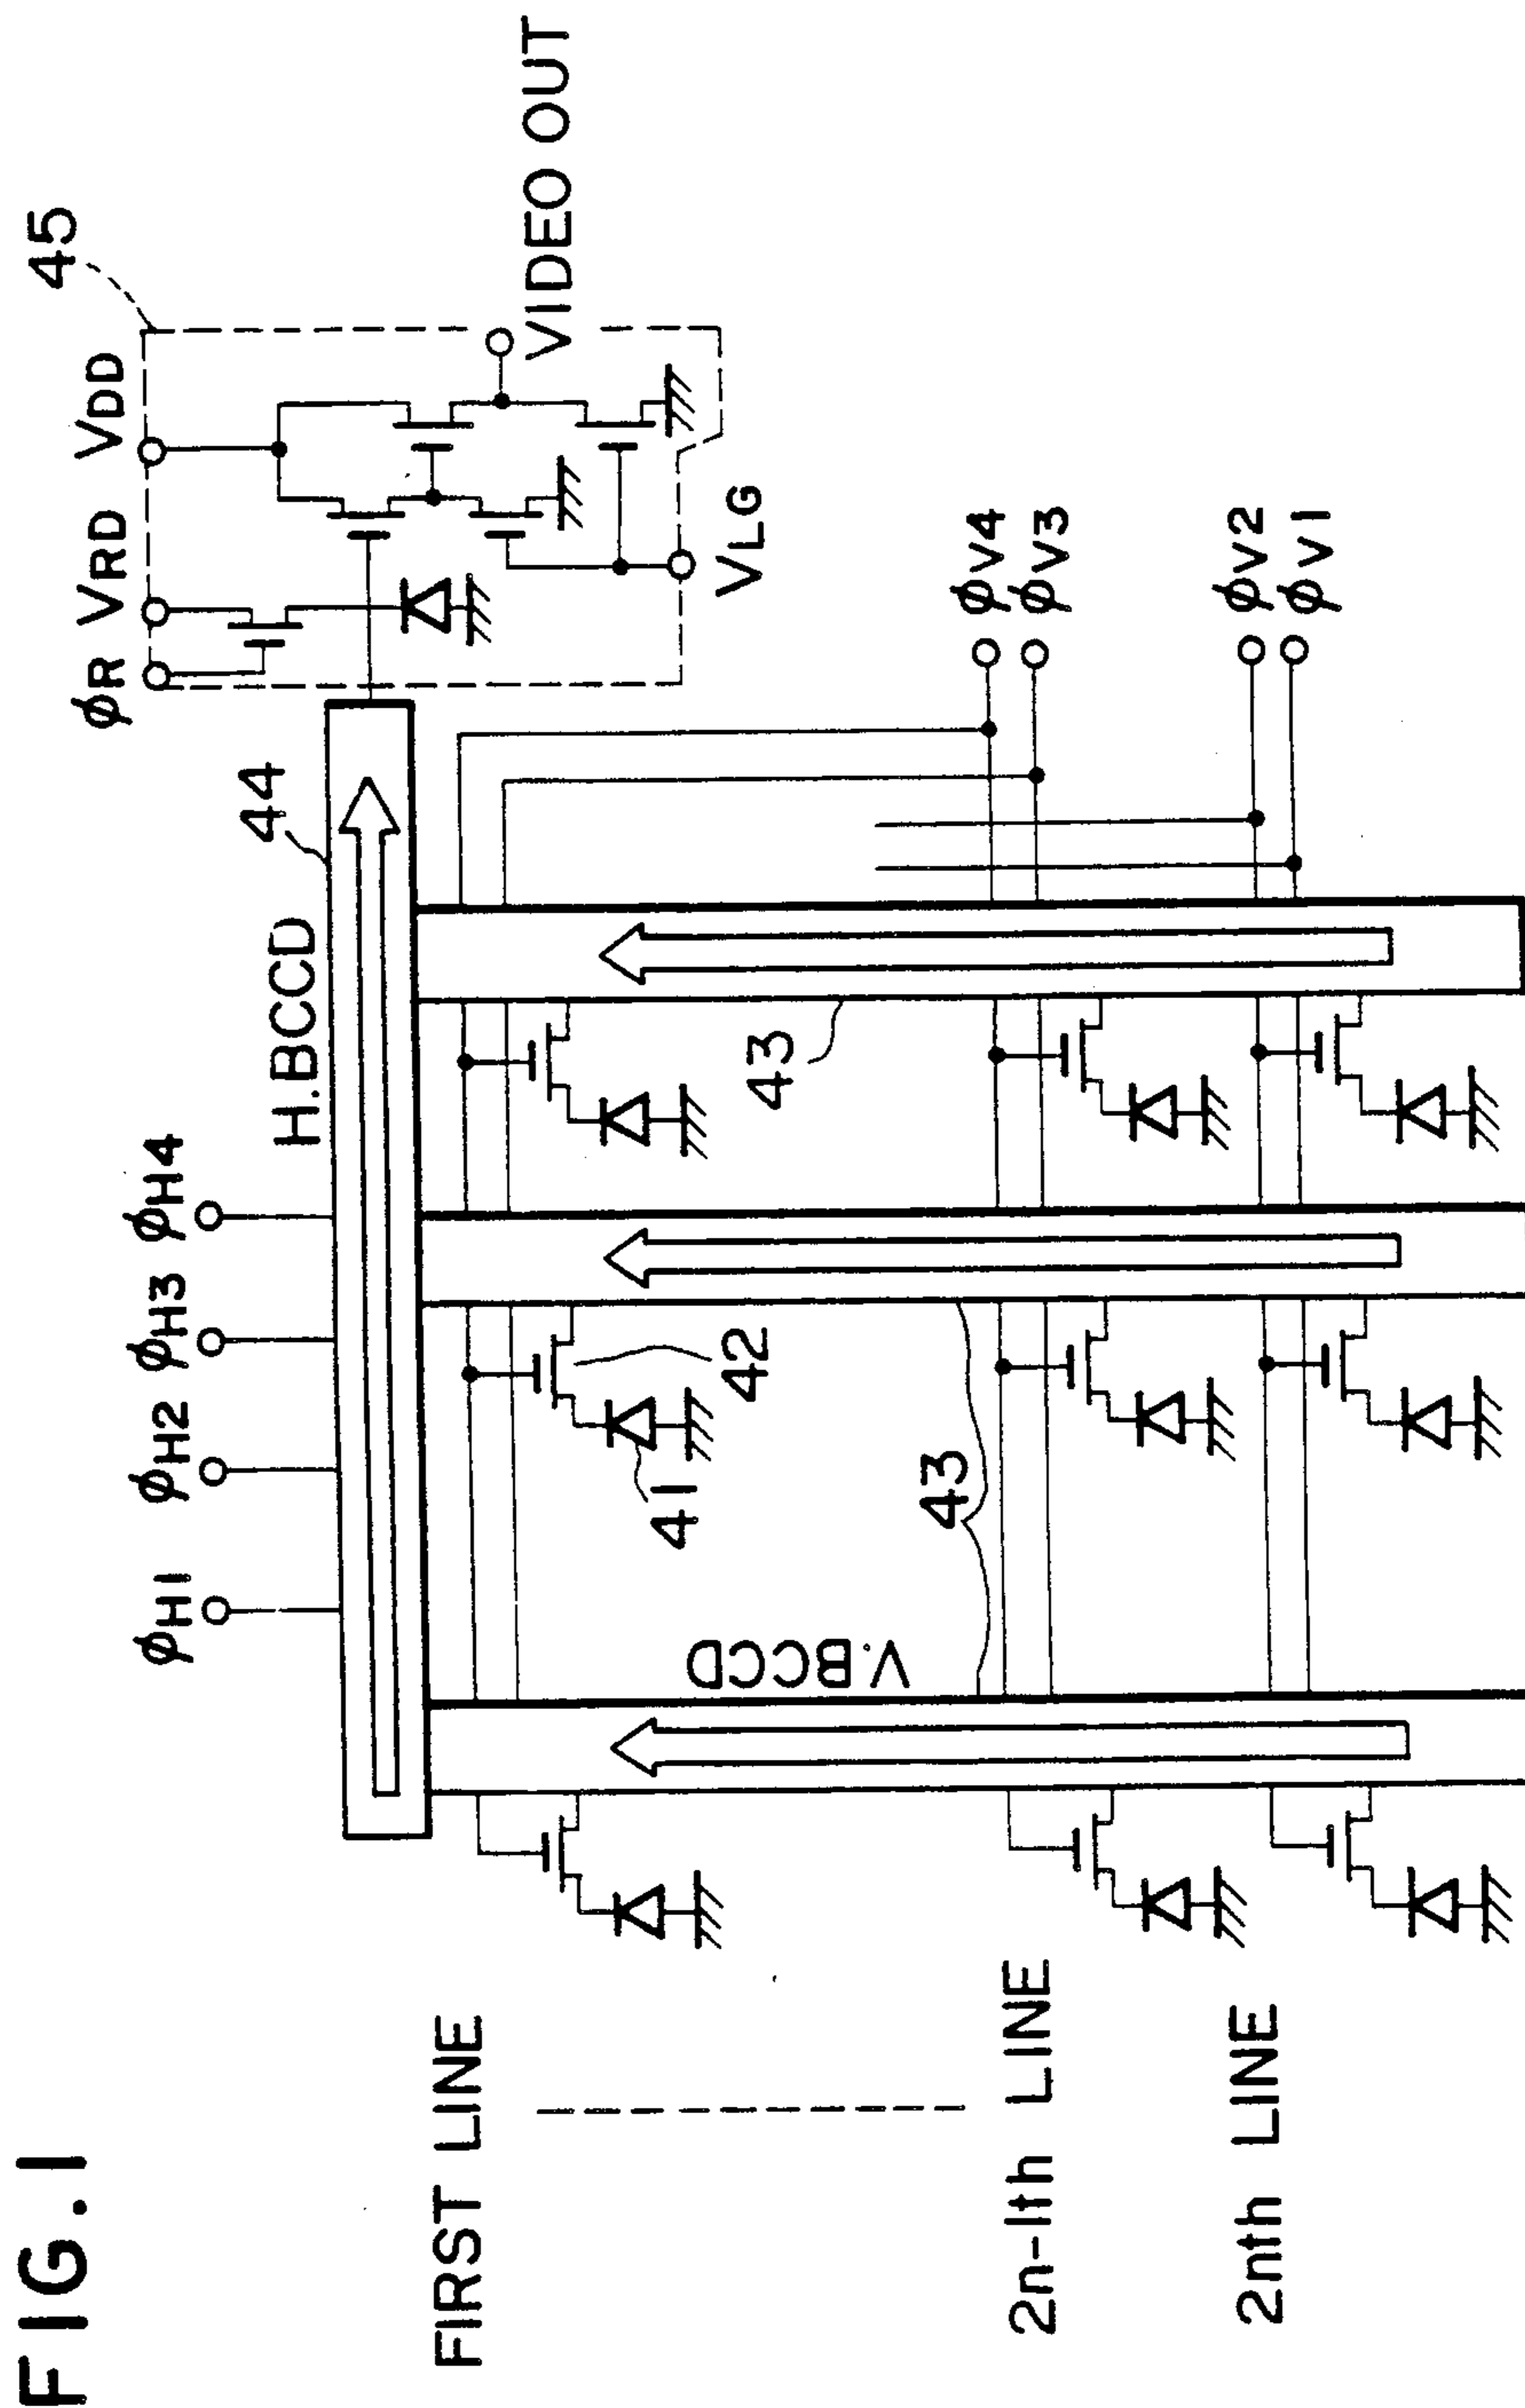 FIG.1
φH1 φH2 φH3 φH4
φR VRD VDD
45
H.BCCD
44
VIDEO OUT
VLG
FIRST LINE
42
41
V.BCCD
43
43
φV4
φV3
2n-1th LINE
φV2
φV1
2nth LINE